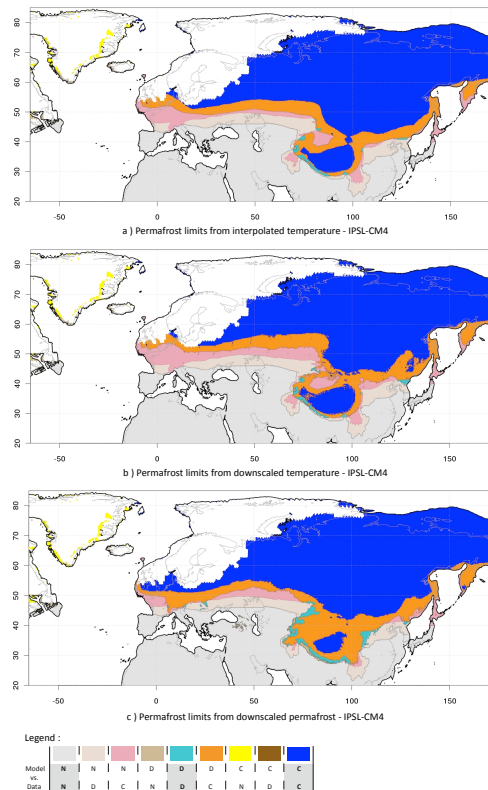 80
70
60
50
40
30
20
-50 0 50 100 150
a ) Permafrost limits from interpolated temperature - IPSL-CM4
80
70
60
50
40
30
20
-50 0 50 100 150
b ) Permafrost limits from downscaled temperature - IPSL-CM4
80
70
60
50
40
30
20
-50 0 50 100 150
c ) Permafrost limits from downscaled permafrost - IPSL-CM4
Legend :
Model N N N D D D C C C
vs.
Data N D C N D C N D C